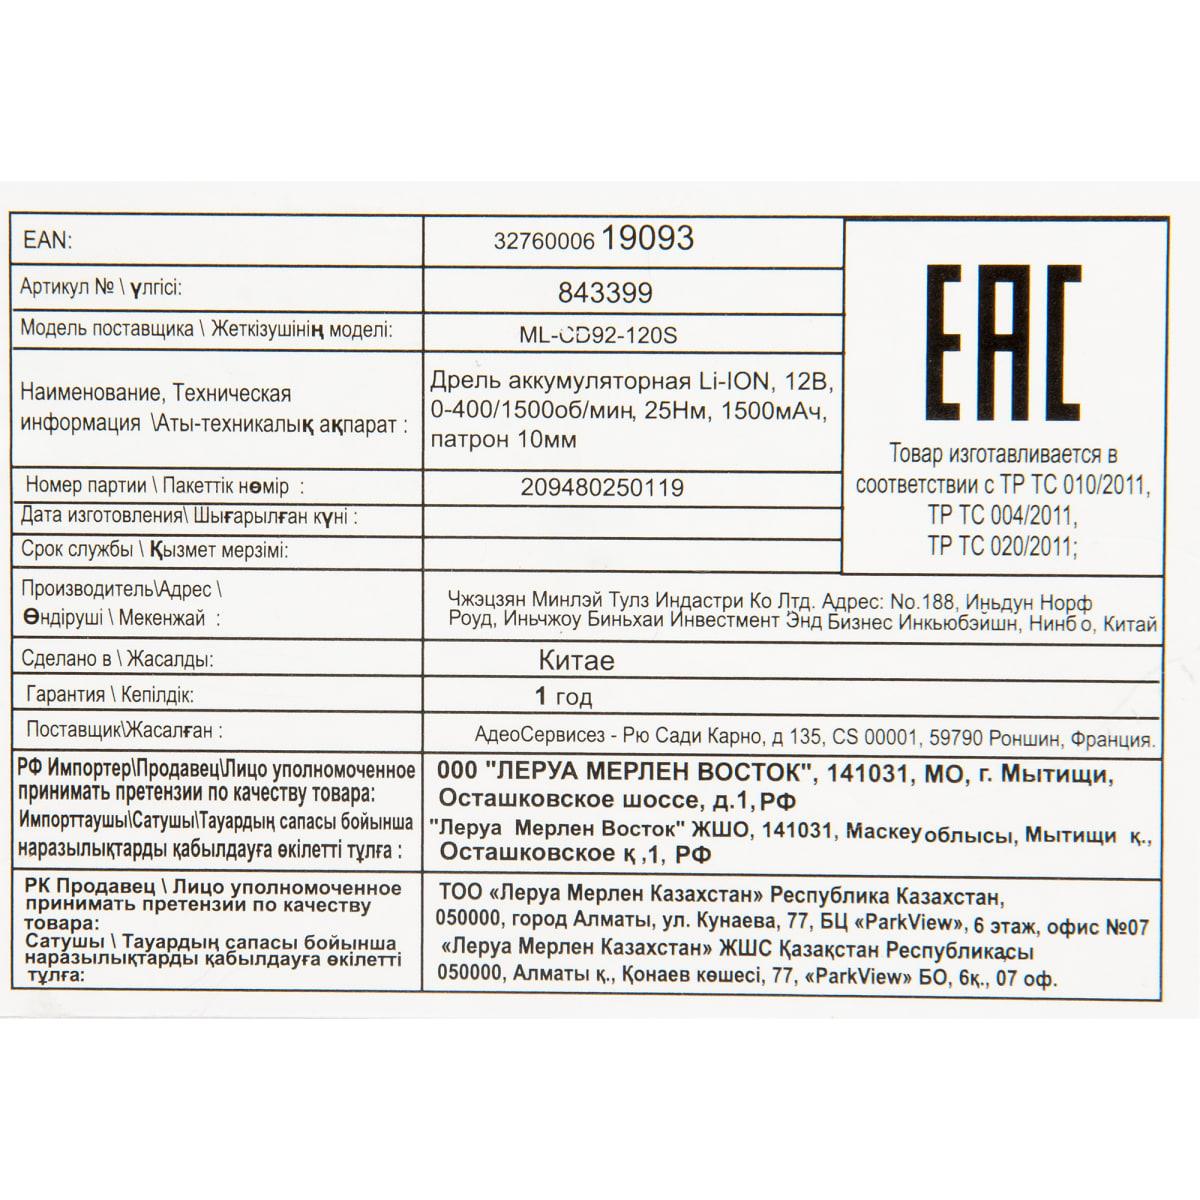 EAN:
32760006 19093
Артикул № \ үлгісі:
843399
Модель поставщика \ Жеткізушінің моделі:
ML-CD92-120S
Наименование, Техническая
информация \Аты-техникалық ақпарат :
Дрель аккумуляторная Li-ION, 12В,
0-400/1500об/мин, 25Нм, 1500мАч,
патрон 10мм
Номер партии \ Пакеттік нөмір :
209480250119
Дата изготовления\ Шығарылған күні :
Срок службы \ Қызмет мерзімі:
EAC
Товар изготавливается в
соответствии с ТР ТС 010/2011,
ТР ТС 004/2011,
ТР ТС 020/2011;
Производитель\Адрес \
Өндіруші \ Мекенжай :
Чжэцзян Минлэй Тулз Индастри Ко Лтд. Адрес: No.188, Иньдун Норф
Роуд, Иньчжоу Биньхаи Инвестмент Энд Бизнес Инкьюбэйшн, Нинбо, Китай
Сделано в \ Жасалды:
Китае
Гарантия \ Кепілдік:
1 год
Поставщик\Жасалған :
АдеоСервисез - Рю Сади Карно, д 135, CS 00001, 59790 Роншин, Франция.
РФ Импортер\Продавец\Лицо уполномоченное
принимать претензии по качеству товара:
Импорттаушы\Сатушы\Тауардың сапасы бойынша
наразылықтарды қабылдауға өкілетті тұлға :
ООО "ЛЕРУА МЕРЛЕН ВОСТОК", 141031, МО, г. Мытищи,
Осташковское шоссе, д.1, РФ
"Леруа Мерлен Восток" ЖШО, 141031, Маскеу облысы, Мытищи қ.,
Осташковское қ ,1, РФ
РК Продавец \ Лицо уполномоченное
принимать претензии по качеству
товара:
Сатушы \ Тауардың сапасы бойынша
наразылықтарды қабылдауға өкілетті
тұлға:
ТОО «Леруа Мерлен Казахстан» Республика Казахстан,
050000, город Алматы, ул. Кунаева, 77, БЦ «ParkView», 6 этаж, офис №07
«Леруа Мерлен Казахстан» ЖШС Қазақстан Республикасы
050000, Алматы қ., Қонаев көшесі, 77, «ParkView» БО, 6қ., 07 оф.